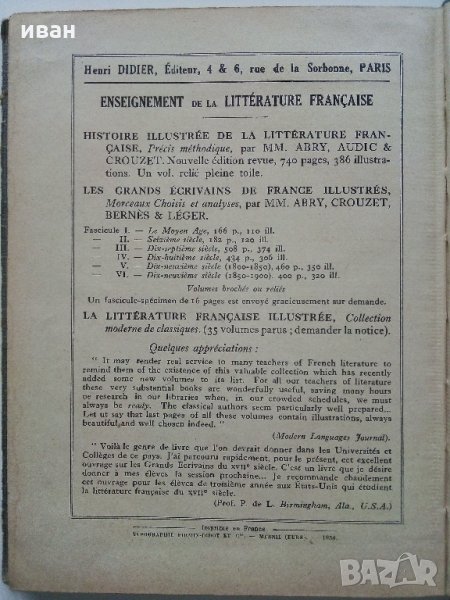 иван
Henri DIDIER, Éditeur, 4 & 6, rue de la Sorbonne, PARIS
ENSEIGNEMENT DE LA LITTÉRATURE FRANÇAISE
HISTOIRE ILLUSTRÉE DE LA LITTÉRATURE FRAN-
ÇAISE, Précis méthodique, par MM. ABRY, AUDIC &
CROUZET. Nouvelle édition revue, 740 pages, 386 illustra-
tions. Un vol. relié pleine toile.
LES GRANDS ÉCRIVAINS DE FRANCE ILLUSTRÉS,
Morceaux Choisis et analyses, par MM. ABRY, CROUZET,
BERNÈS & LÉGER.
Fascicule I. — Le Moyen Age, 166 p., 110 ill.
— II. — Seizième siècle, 182 p., 120 ill.
— III. — Dix-septième siècle, 508 p., 374 ill.
— IV. — Dix-huitième siècle, 434 p., 306 ill.
— V. — Dix-neuvième siècle (1800-1850), 460 p., 350 ill.
— VI. — Dix-neuvième siècle (1850-1900), 400 p., 320 ill.
Volumes brochés ou reliés
Un fascicule-spécimen de 16 pages est envoyé gracieusement sur demande.
LA LITTÉRATURE FRANÇAISE ILLUSTRÉE, Collection
moderne de classiques. (35 volumes parus ; demander la notice).
Quelques appréciations :
" It may render real service to many teachers of French literature to
remind them of the existence of this valuable collection which has recently
added some new volumes to its list. For all our teachers of literature
these very substantial books are wonderfully useful, saving many hours
oe research in our libraries when, in our crowded schedules, we must
always be ready. The classical authors seem particularly well prepared...
Let ut say that last pages of all these volumes contain illustrations, always
beautiful, and well chosen indeed. "
(Modern Languages Journal).
" Voilà le genre de livre que l'on devrait donner dans les Universités et
Collèges de ce pays. J'ai parcouru rapidement, pour le présent, cet excellent
ouvrage sur les Grands Ecrivains du XVIIe siècle. C'est un livre que je désire
donner à mes élèves la session prochaine... Je recommande chaudement
cet ouvrage pour les élèves de troisième année aux Etats-Unis qui étudient
la littérature française du XVIIe siècle.
(Prof. P. de L. Birmingham, Ala., U.S.A.)
Imprimé en France
TYPOGRAPHIE FIRMIN-DIDOT ET Cie. — MESNIL (EURE). 1930.
BAZAR.bg